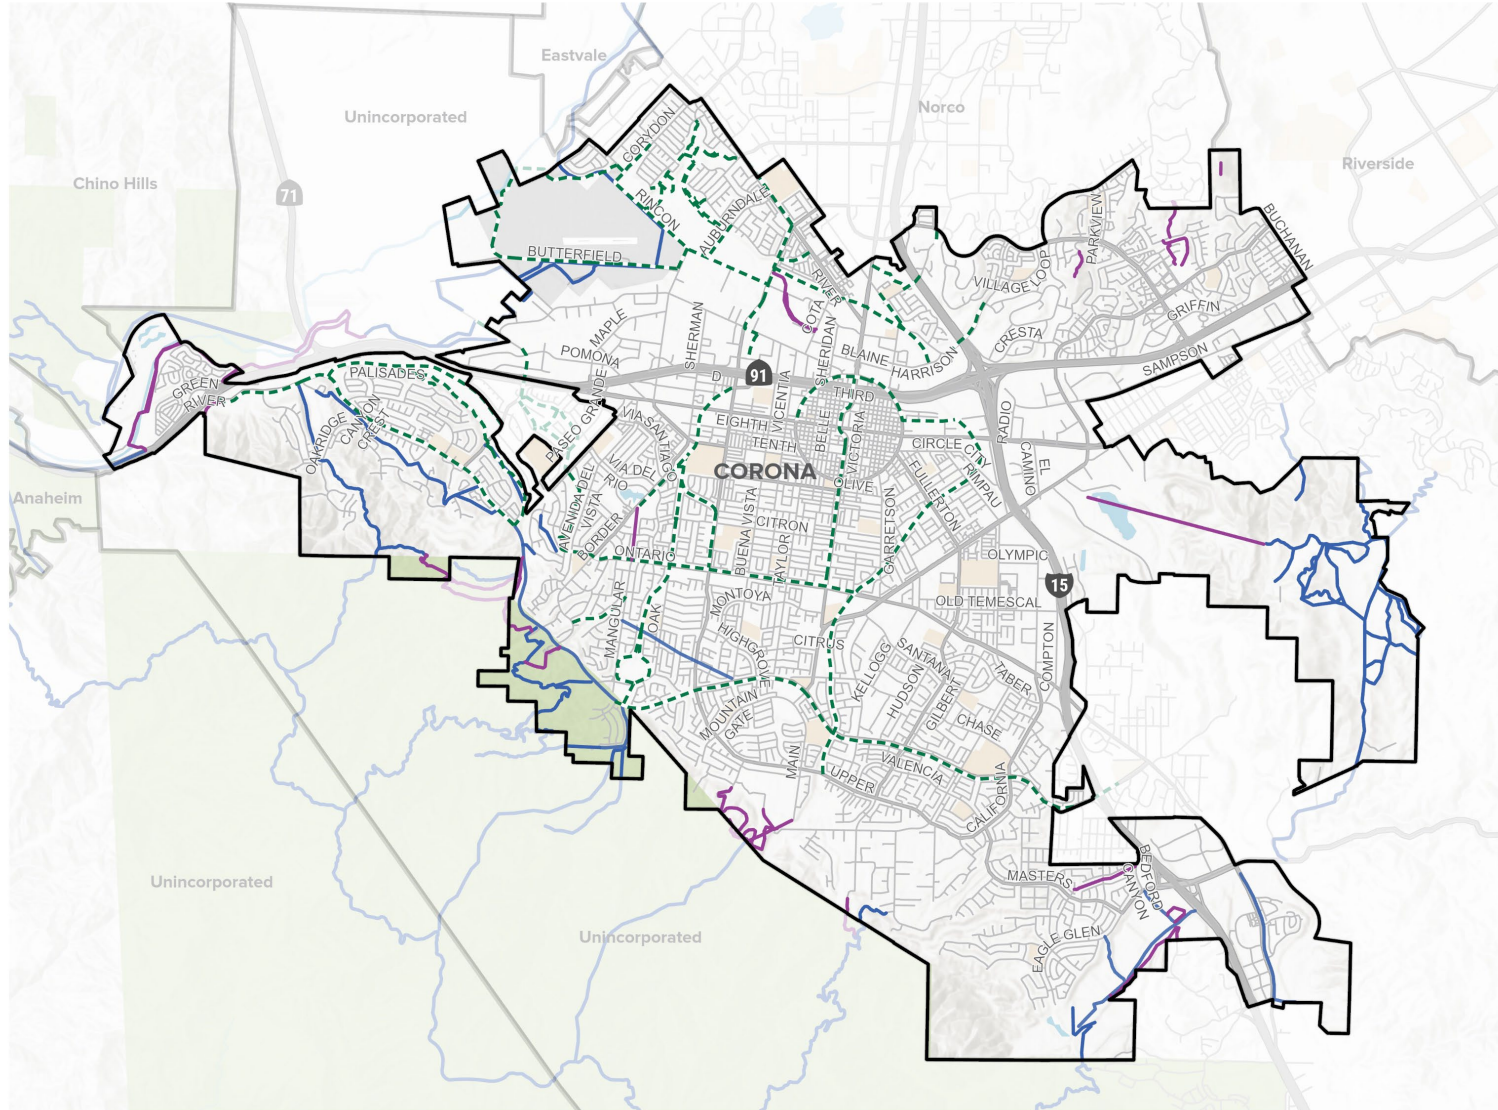 Eastvale
Unincorporated
Norco
Riverside
Chino Hills
71
CORYDON
RINCON
AUBURNDALE
BUTTERFIELD
RIVER
PARKVIEW
BUCHANAN
VILLAGE LOOP
GRIFFIN
CRESTA
SAMPSON
MAPLE
SHERMAN
COTA
SHERIDAN
BLAINE
HARRISON
POMONA
D
91
PALISADES
GREEN
RIVER
PASEO GRANDE
VICENTIA
THIRD
EIGHTH
TENTH
BELLE
VICTORIA
CIRCLE CITY
RADIO
EL
CAMINO
OAKRIDGE
CANYON
CREST
VIA SANTIAGO
VIA DEL
RIO
CORONA
OLIVE
FULLERTON
RIMPAU
Anaheim
AVENIDA DEL
VISTA
BORDER
BUENA VISTA
CITRON
TAYLOR
GARRETSON
ONTARIO
OLYMPIC
15
OLD TEMESCAL
MANGULAR
OAK
MONTOYA
HIGHGROVE
CITRUS
KELLOGG
SANTANA
HUDSON
GILBERT
TABER
COMPTON
CHASE
MOUNTAIN
GATE
MAIN
UPPER
VALENCIA
CALIFORNIA
Unincorporated
MASTERS
BEDFORD
CANYON
EAGLE GLEN
Unincorporated